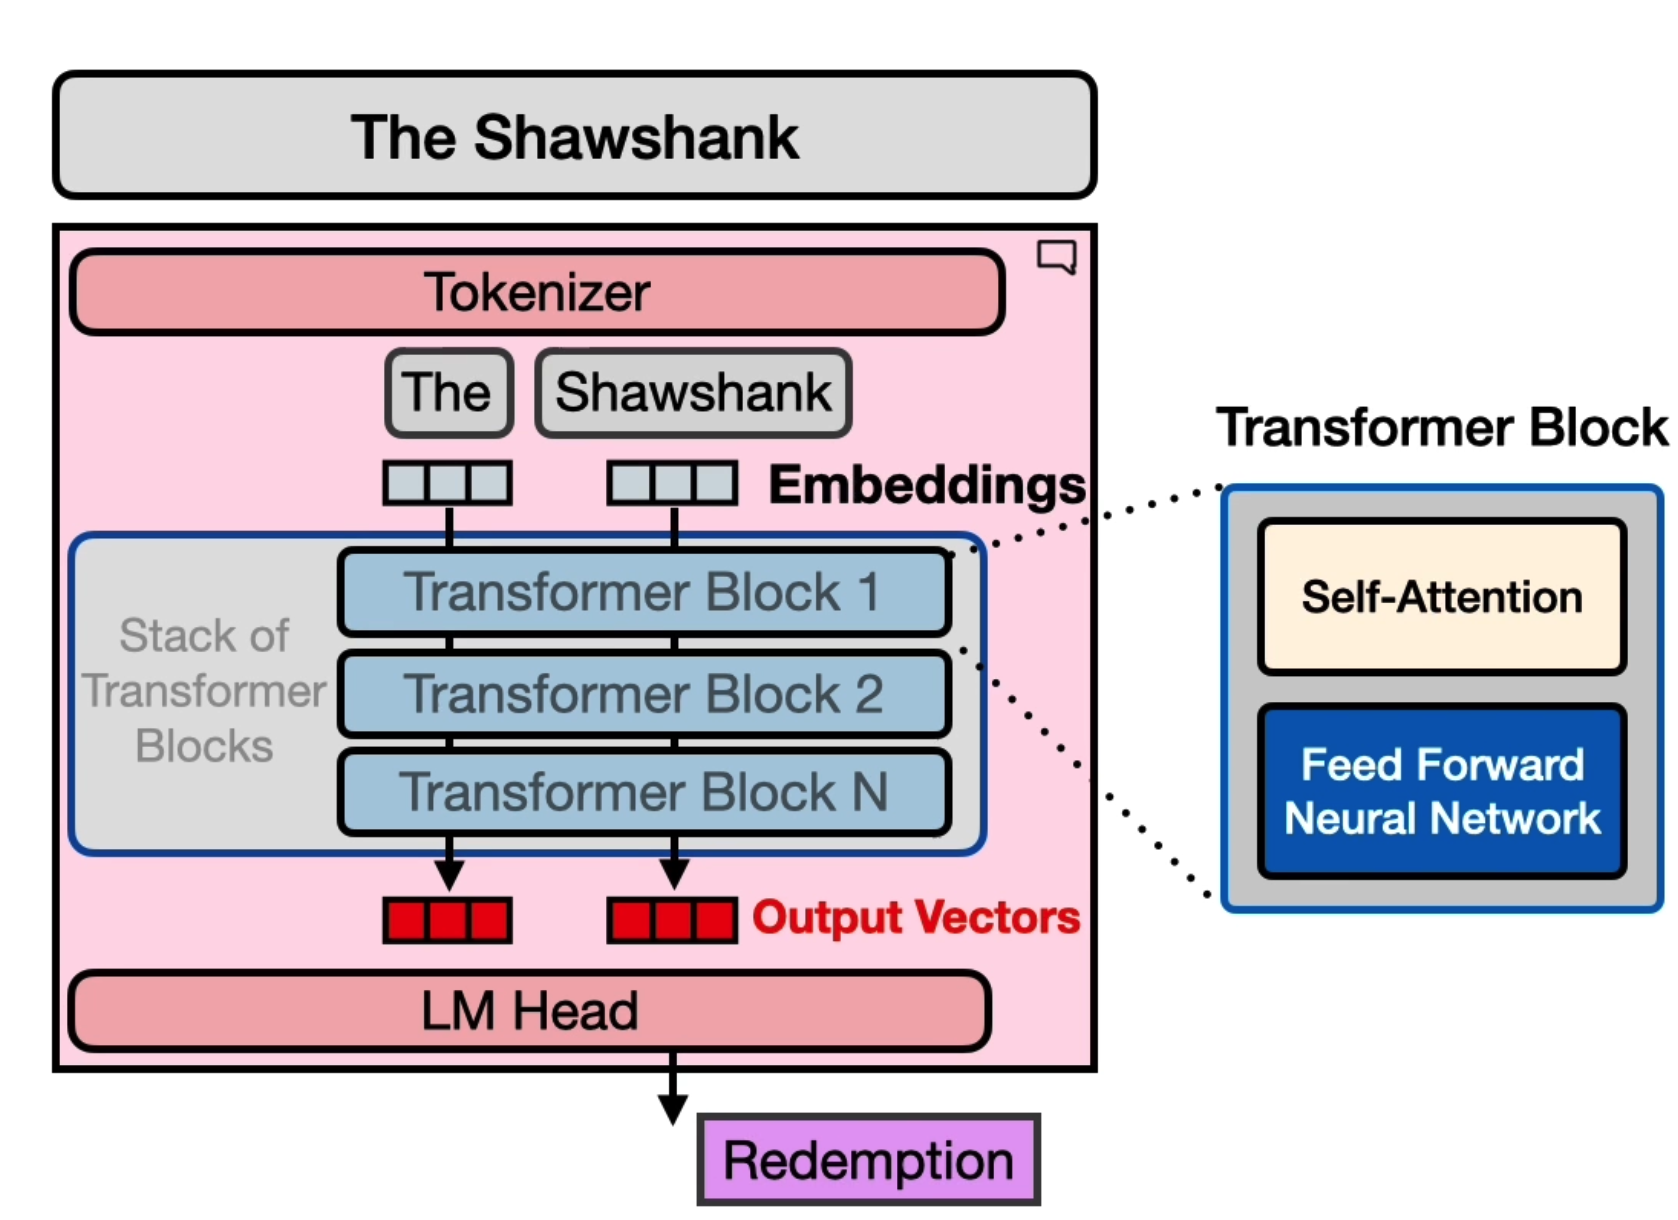 The Shawshank
Tokenizer
The
Shawshank
Embeddings
Stack of
Transformer
Blocks
Transformer Block 1
Transformer Block 2
Transformer Block N
Output Vectors
LM Head
Redemption
Transformer Block
Self-Attention
Feed Forward
Neural Network